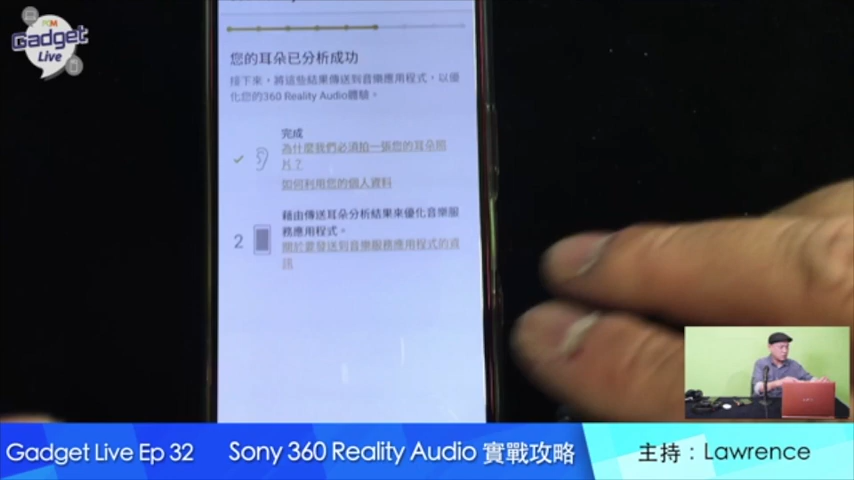 PCM
Gadget
Live
您的耳朵已分析成功
接下來，將這些結果傳送到音樂應用程式，以優
化您的360 Reality Audio體驗。
完成
為什麼我們必須拍一張您的耳朵照
片？
如何利用您的個人資料
2
藉由傳送耳朵分析結果來優化音樂服
務應用程式。
關於要發送到音樂服務應用程式的資
訊
Gadget Live Ep 32
Sony 360 Reality Audio 實戰攻略
主持：Lawrence